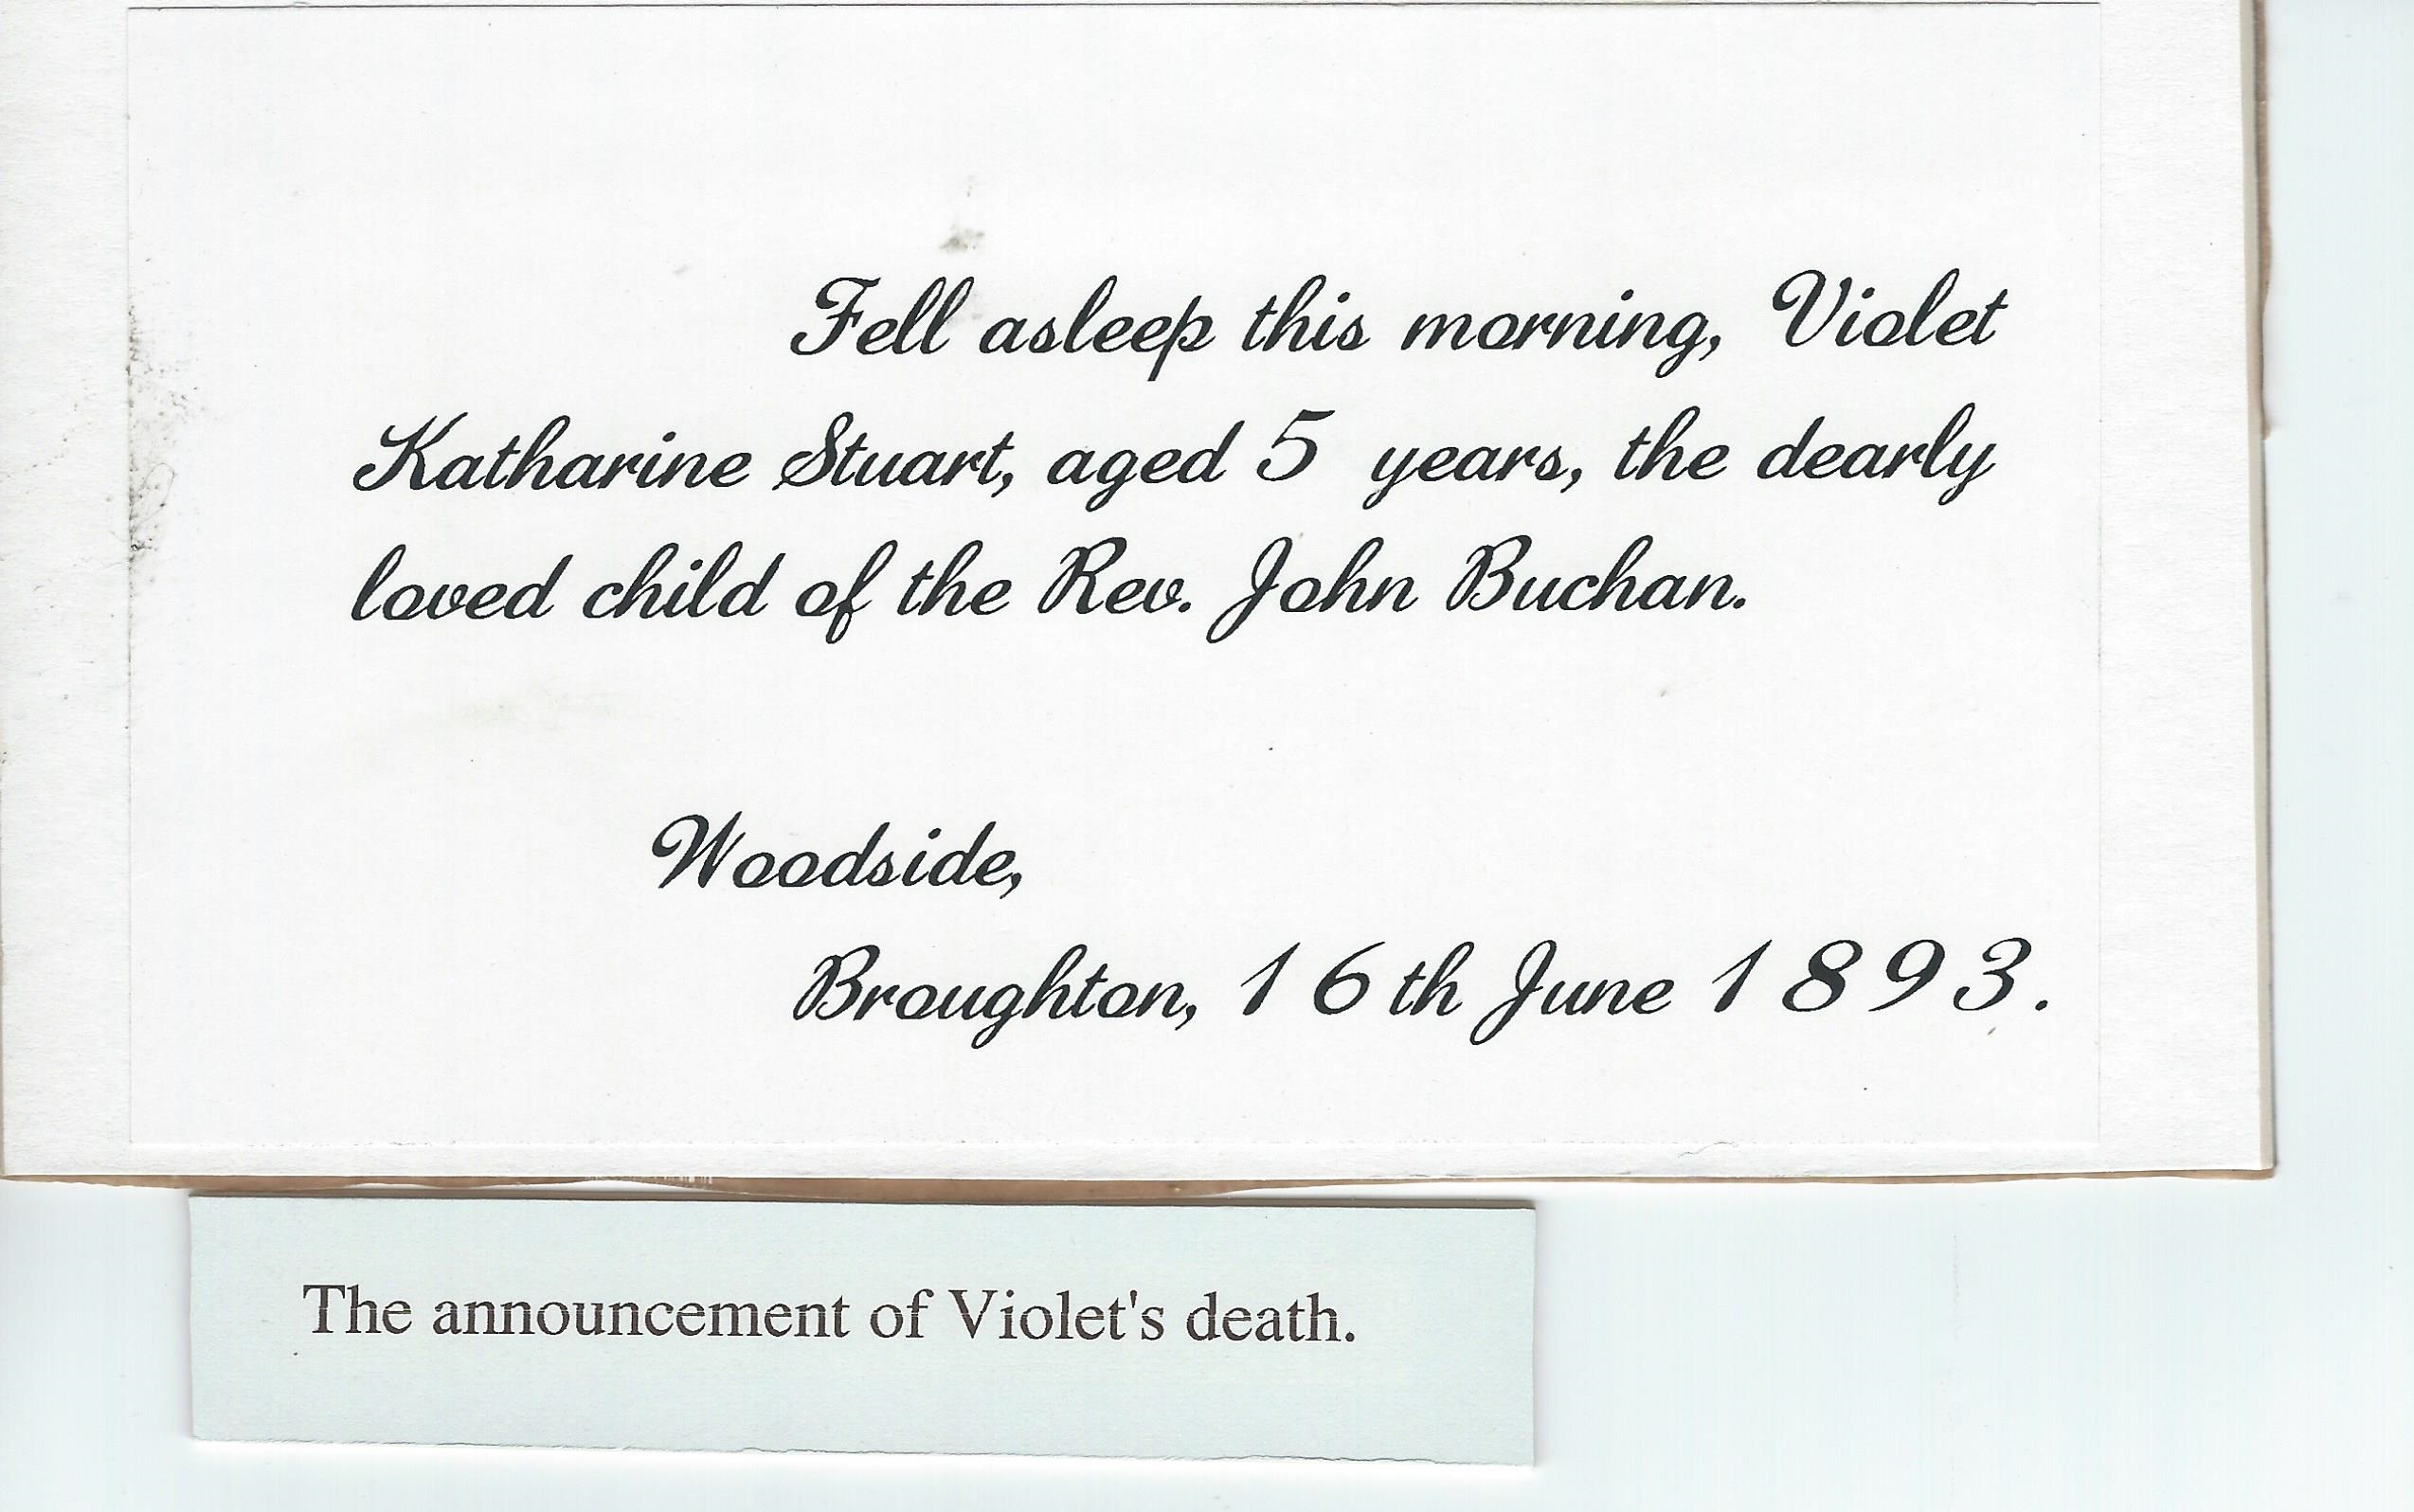 Fell asleep this morning, Violet
Katharine Stuart, aged 5 years, the dearly
loved child of the Rev. John Buchan.
Woodside,
Broughton, 16th June 1893.
The announcement of Violet's death.